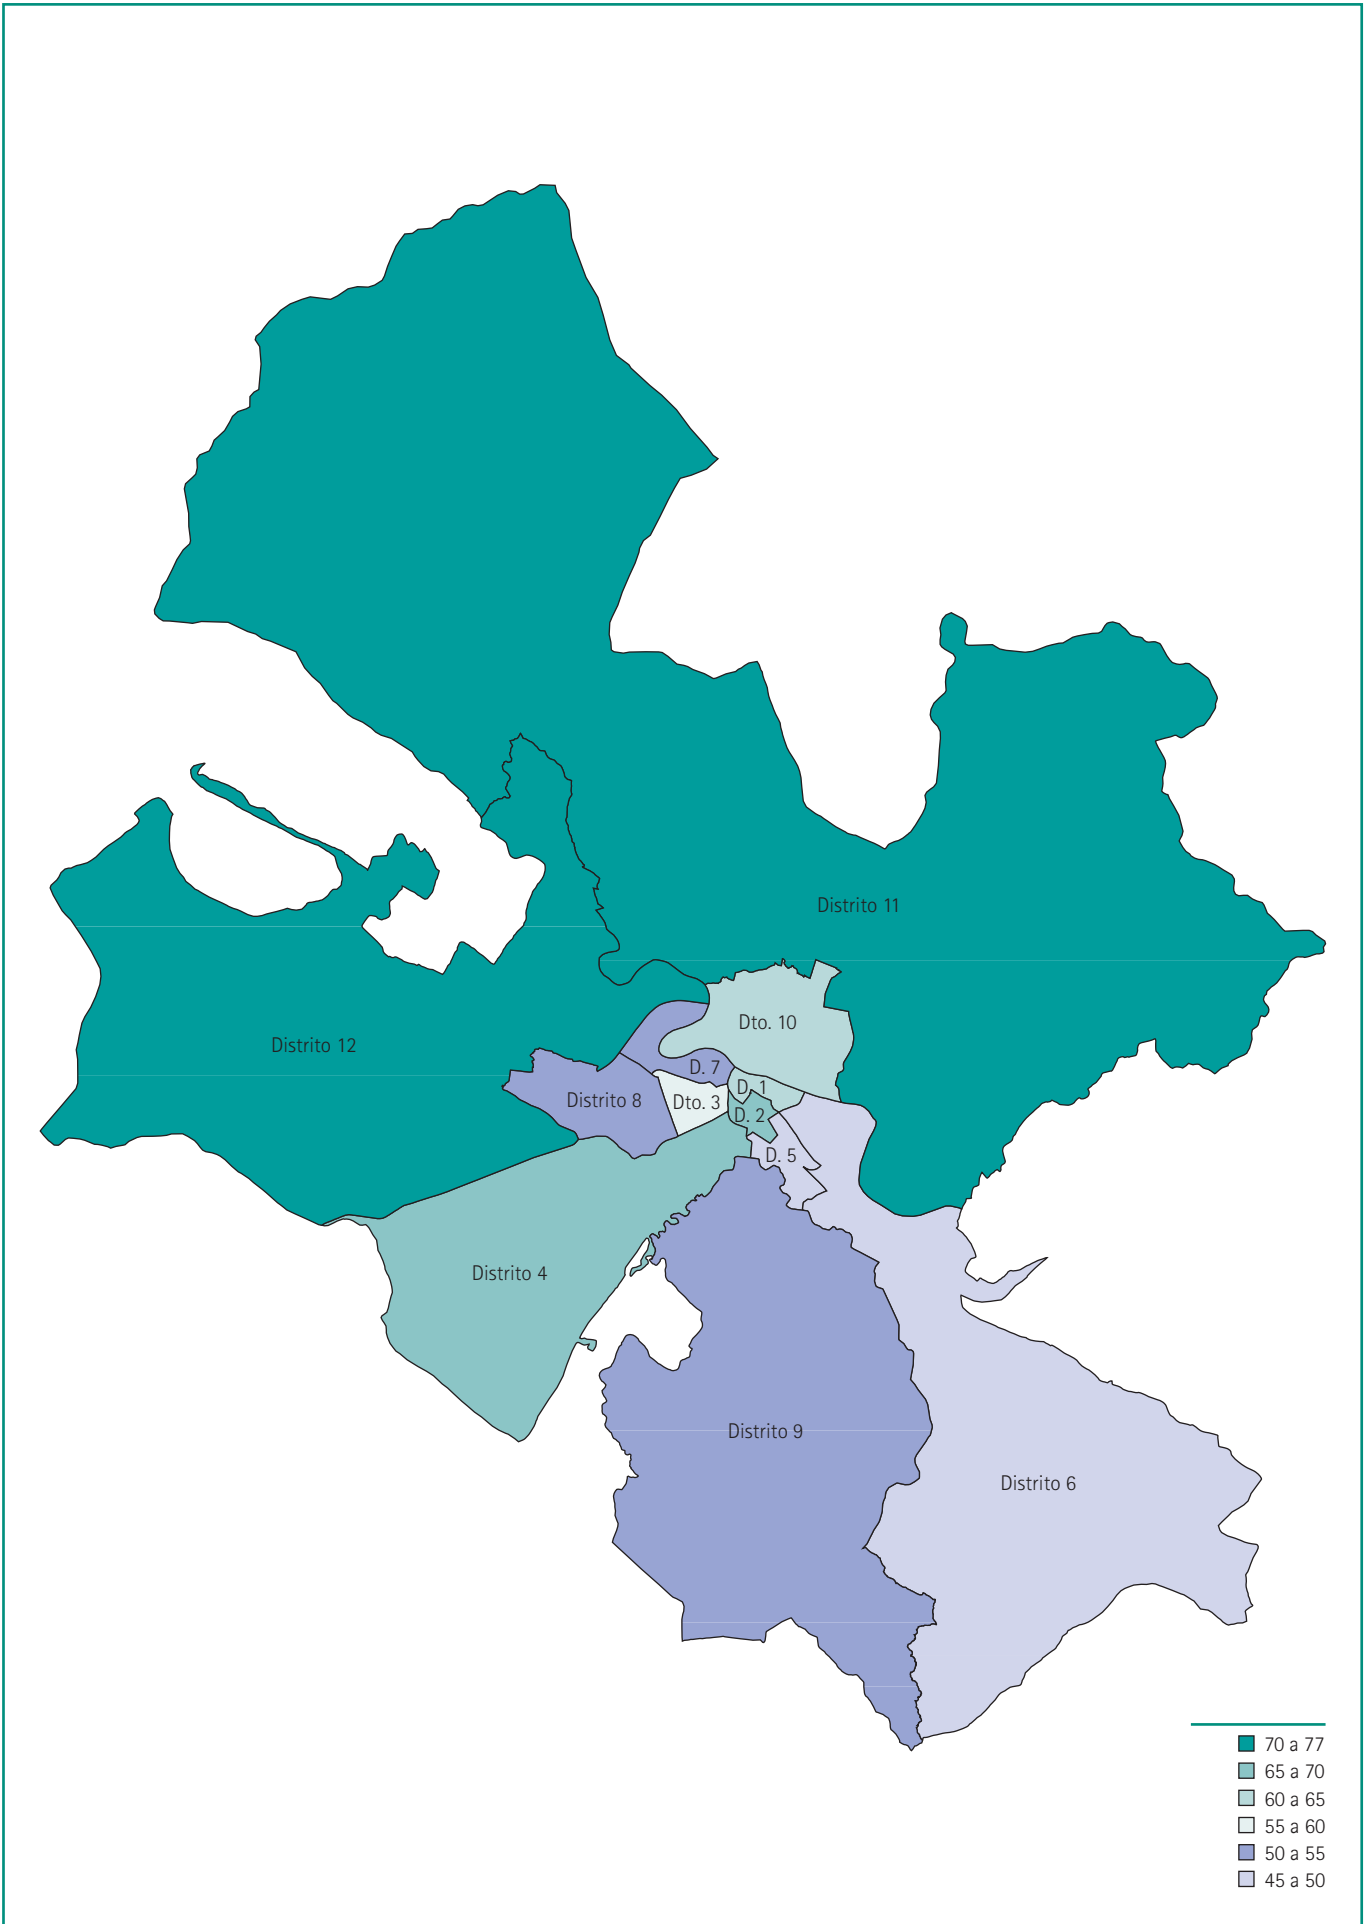 Distrito 11
Dto. 10
Distrito 12
D. 7
D. 1
Distrito 8
Dto. 3
D. 2
D. 5
Distrito 4
Distrito 9
Distrito 6
70 a 77
65 a 70
60 a 65
55 a 60
50 a 55
45 a 50